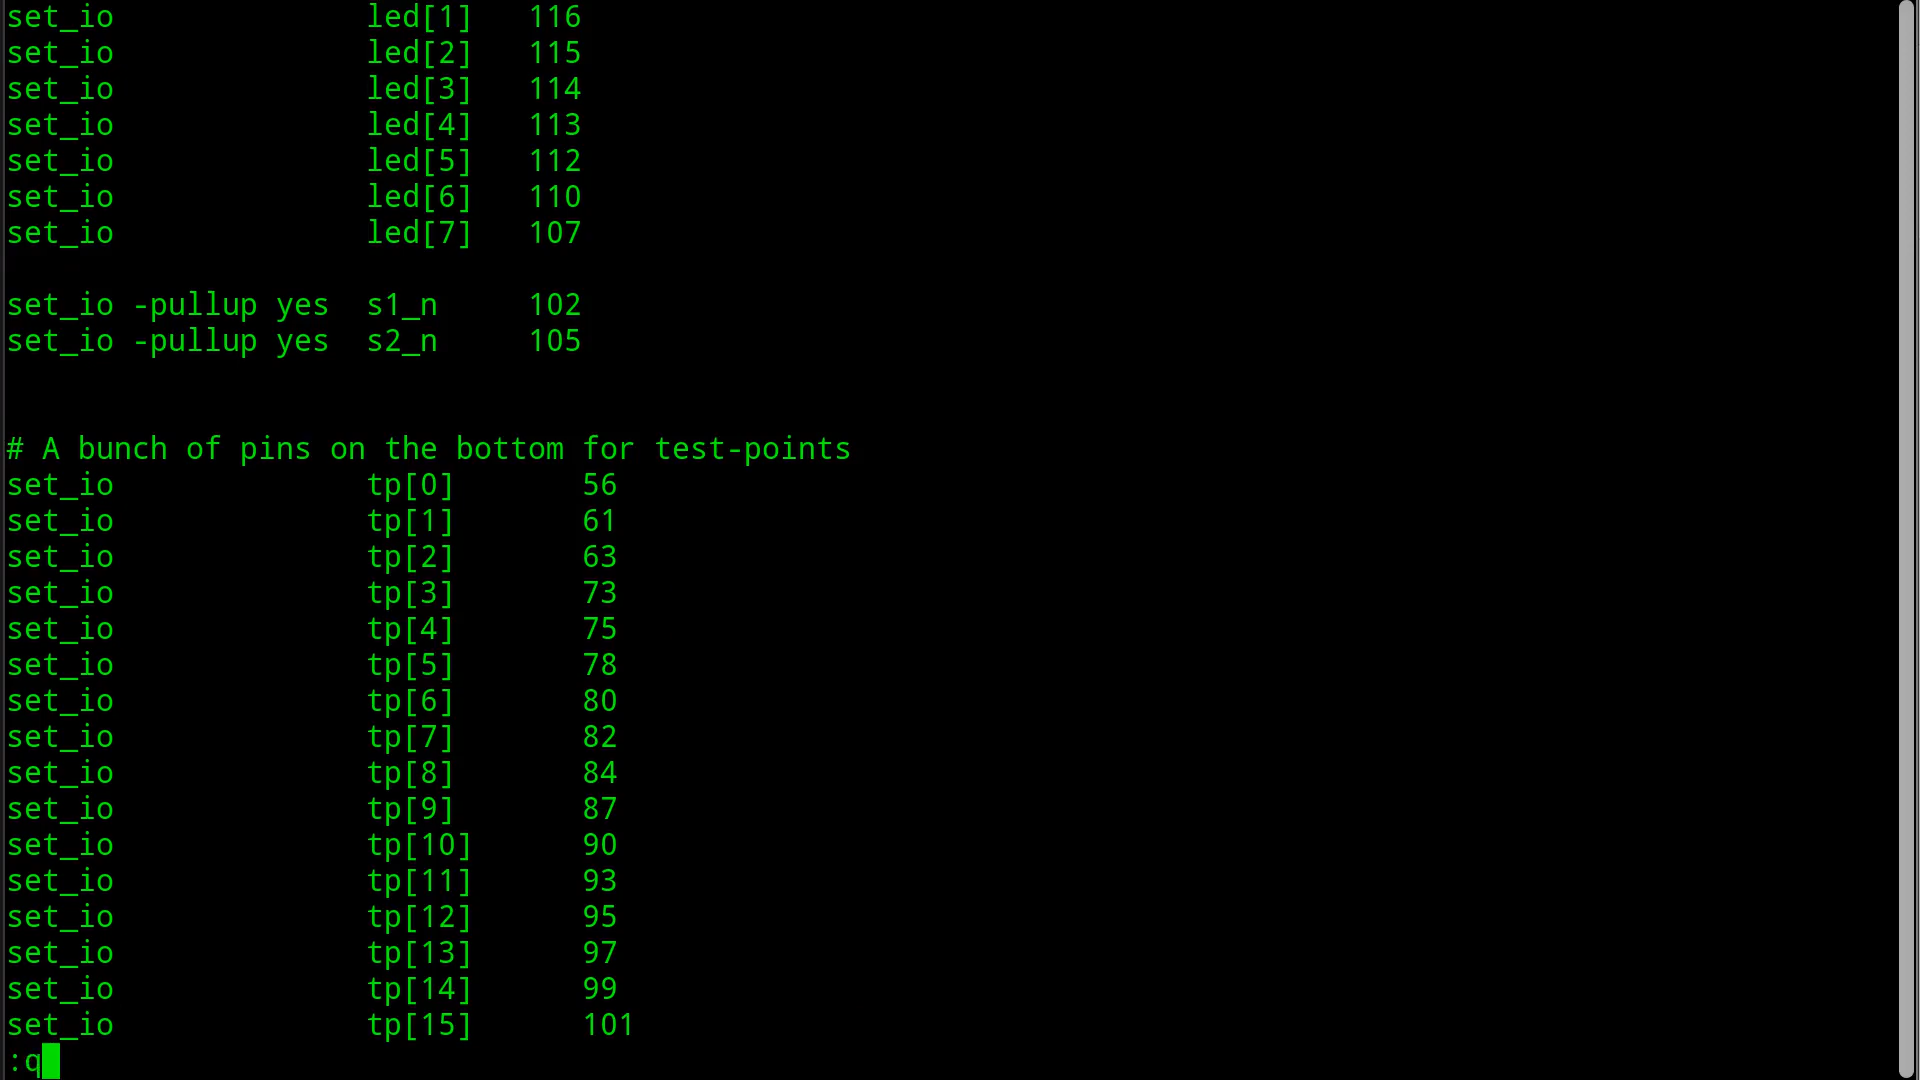 set_io              led[1]   116
set_io              led[2]   115
set_io              led[3]   114
set_io              led[4]   113
set_io              led[5]   112
set_io              led[6]   110
set_io              led[7]   107
set_io -pullup yes  s1_n     102
set_io -pullup yes  s2_n     105
# A bunch of pins on the bottom for test-points
set_io              tp[0]       56
set_io              tp[1]       61
set_io              tp[2]       63
set_io              tp[3]       73
set_io              tp[4]       75
set_io              tp[5]       78
set_io              tp[6]       80
set_io              tp[7]       82
set_io              tp[8]       84
set_io              tp[9]       87
set_io              tp[10]      90
set_io              tp[11]      93
set_io              tp[12]      95
set_io              tp[13]      97
set_io              tp[14]      99
set_io              tp[15]      101
:q